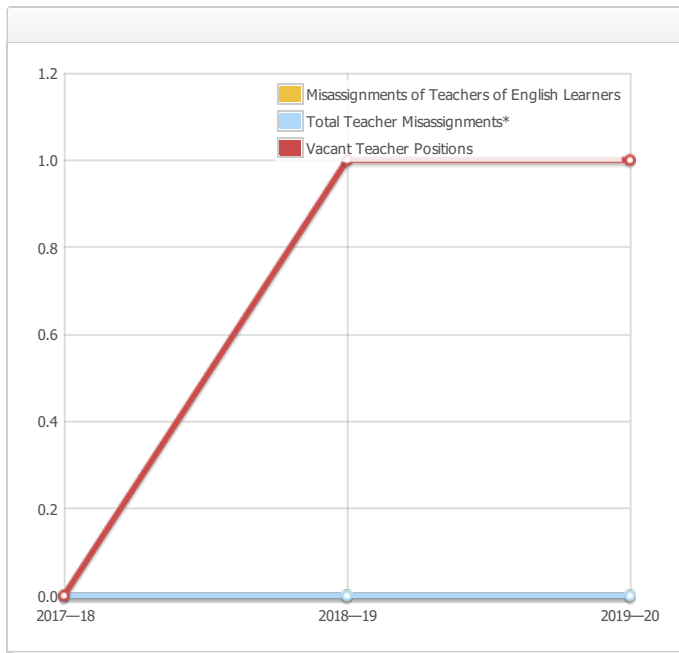 1.2
Misassignments of Teachers of English Learners
Total Teacher Misassignments*
Vacant Teacher Positions
1.0
0.8
0.6
0.4
0.2
0.0
2017—18 2018—19 2019—20